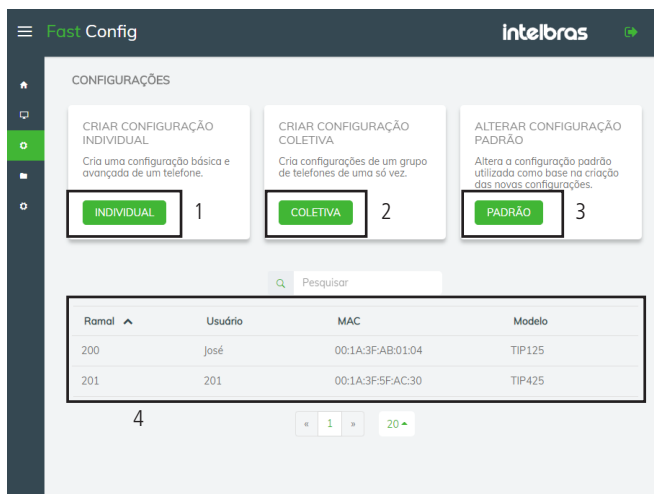 Fast Config
intelbras
CONFIGURAÇÕES
CRIAR CONFIGURAÇÃO
INDIVIDUAL
Cria uma configuração básica e
avançada de um telefone.
INDIVIDUAL
1
CRIAR CONFIGURAÇÃO
COLETIVA
Cria configurações de um grupo
de telefones de uma só vez.
COLETIVA
2
ALTERAR CONFIGURAÇÃO
PADRÃO
Altera a configuração padrão
utilizada como base na criação
das novas configurações.
PADRÃO
3
Pesquisar
Ramal Usuário MAC Modelo
200 José 00:1A:3F:AB:01:04 TIP125
201 201 00:1A:3F:5F:AC:30 TIP425
4
« 1 » 20